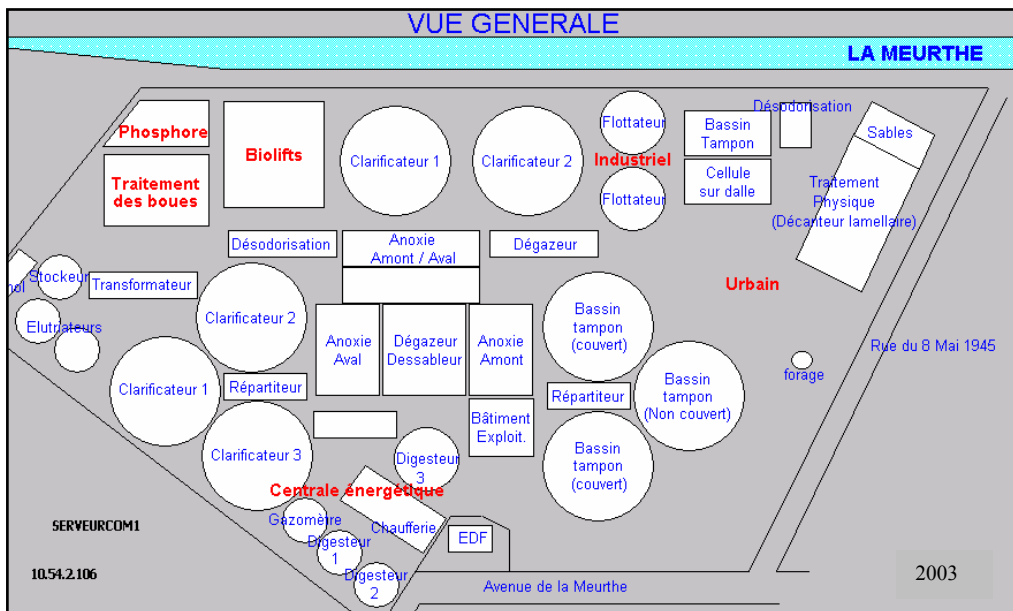 VUE GENERALE
LA MEURTHE
Phosphore
Biolifts
Clarificateur 1
Clarificateur 2
Flottateur
Industriel
Flottateur
Bassin
Tampon
Cellule
sur dalle
Désodorisation
Sables
Traitement
Physique
(Décanteur lamellaire)
Traitement
des boues
Désodorisation
Anoxie
Amont / Aval
Dégazeur
Stockeur
Transformateur
Elutriateurs
Clarificateur 2
Anoxie
Aval
Dégazeur
Dessableur
Anoxie
Amont
Bassin
tampon
(couvert)
Urbain
Rue du 8 Mai 1945
forage
Clarificateur 1
Répartiteur
Répartiteur
Bassin
tampon
(Non couvert)
Bâtiment
Exploit.
Clarificateur 3
Digesteur
3
Bassin
tampon
(couvert)
Centrale énergétique
Gazomètre
Chaufferie
Digesteur
1
Digesteur
2
EDF
SERVEURCOM1
10.54.2.106
Avenue de la Meurthe
2003